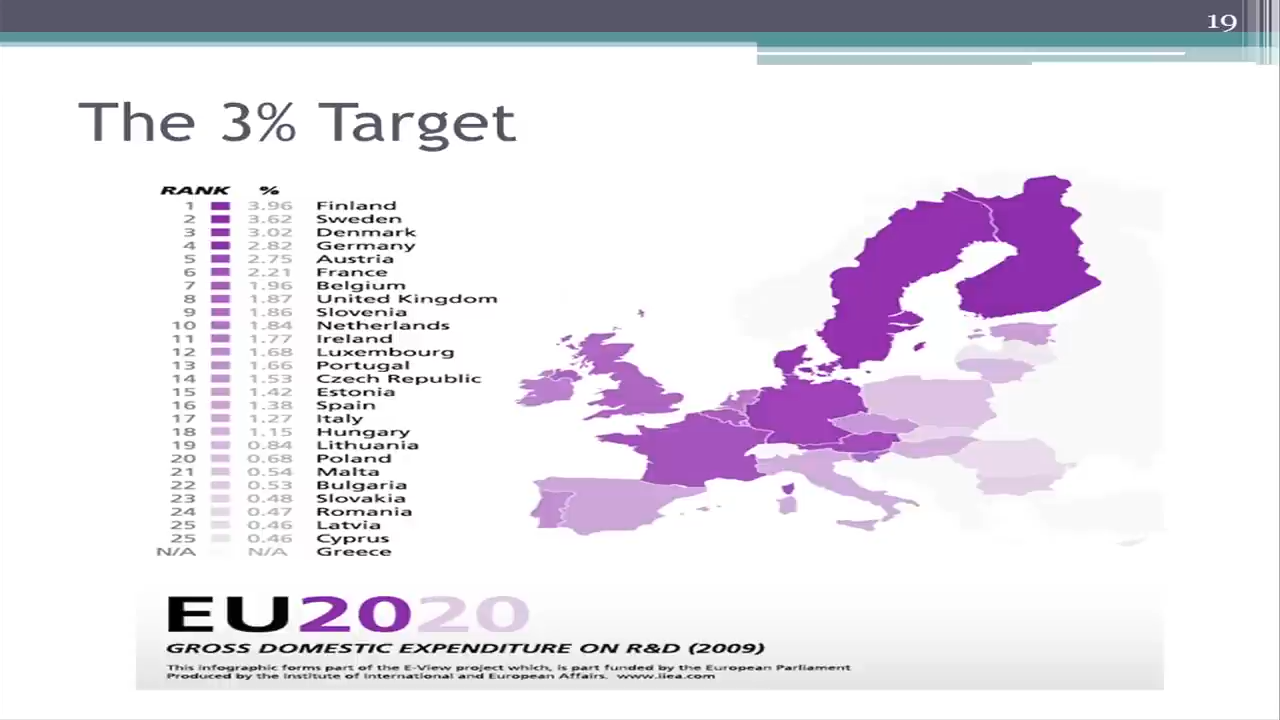 19
The 3% Target
RANK %
1 3.96 Finland
2 3.62 Sweden
3 3.02 Denmark
4 2.82 Germany
5 2.75 Austria
6 2.21 France
7 1.96 Belgium
8 1.87 United Kingdom
9 1.86 Slovenia
10 1.84 Netherlands
11 1.77 Ireland
12 1.68 Luxembourg
13 1.66 Portugal
14 1.53 Czech Republic
15 1.42 Estonia
16 1.38 Spain
17 1.27 Italy
18 1.15 Hungary
19 0.84 Lithuania
20 0.68 Poland
21 0.54 Malta
22 0.53 Bulgaria
23 0.48 Slovakia
24 0.47 Romania
25 0.46 Latvia
25 0.46 Cyprus
N/A N/A Greece
EU2020
GROSS DOMESTIC EXPENDITURE ON R&D (2009)
This infographic forms part of the E-View project which, is part funded by the European Parliament
Produced by the Institute of International and European Affairs. www.iiea.com